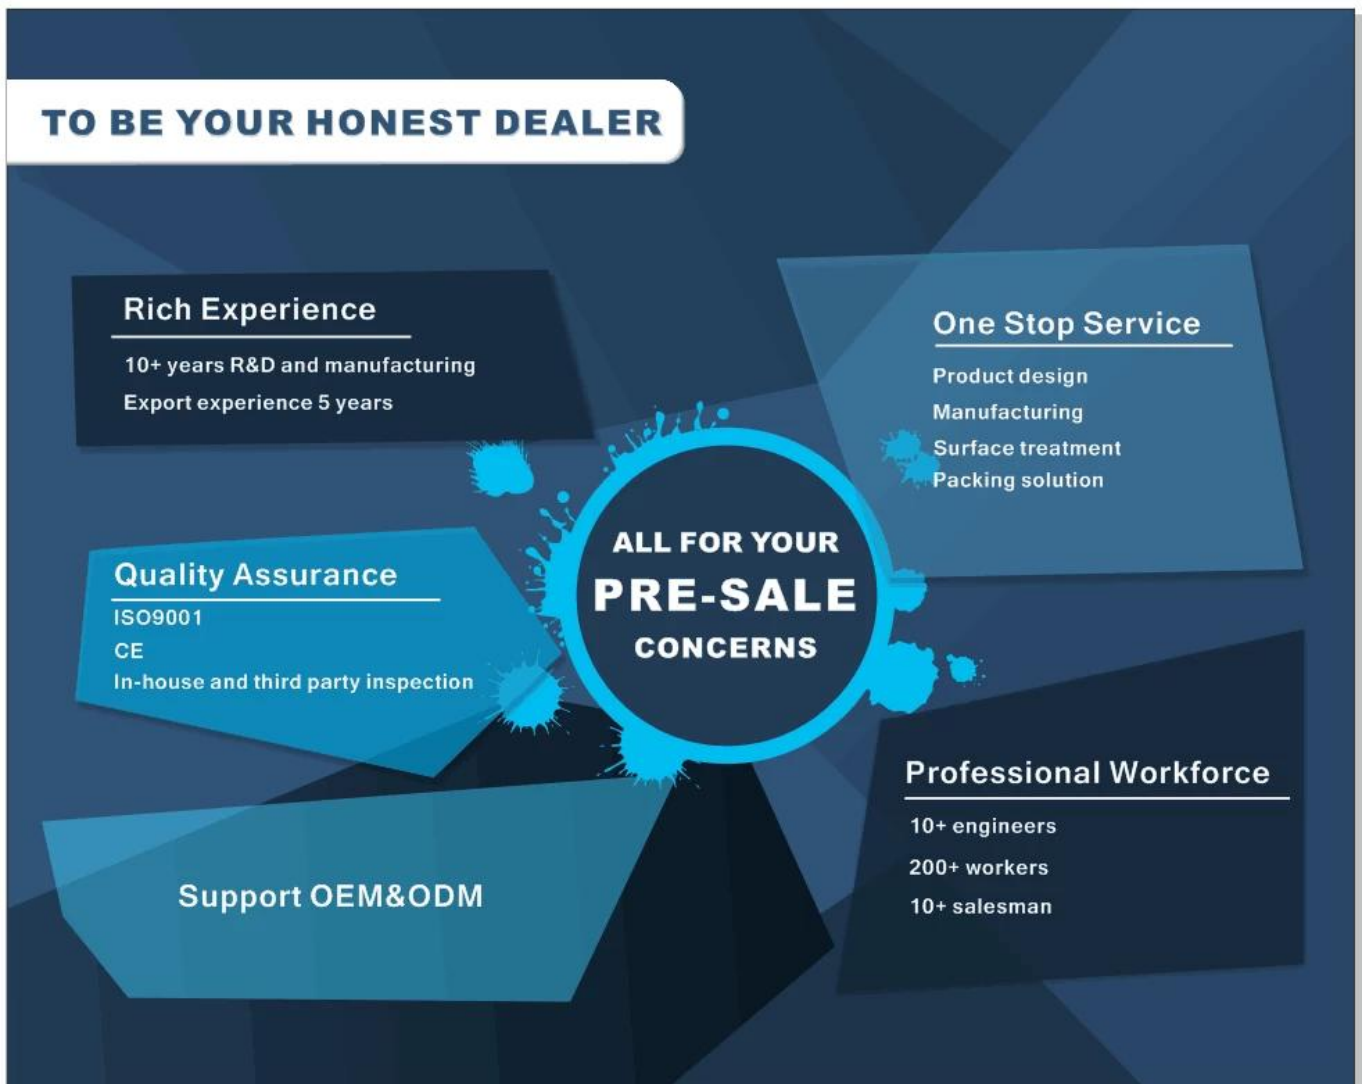 TO BE YOUR HONEST DEALER
Rich Experience
10+ years R&D and manufacturing
Export experience 5 years
One Stop Service
Product design
Manufacturing
Surface treatment
Packing solution
ALL FOR YOUR
PRE-SALE
CONCERNS
Quality Assurance
ISO9001
CE
In-house and third party inspection
Support OEM&ODM
Professional Workforce
10+ engineers
200+ workers
10+ salesman